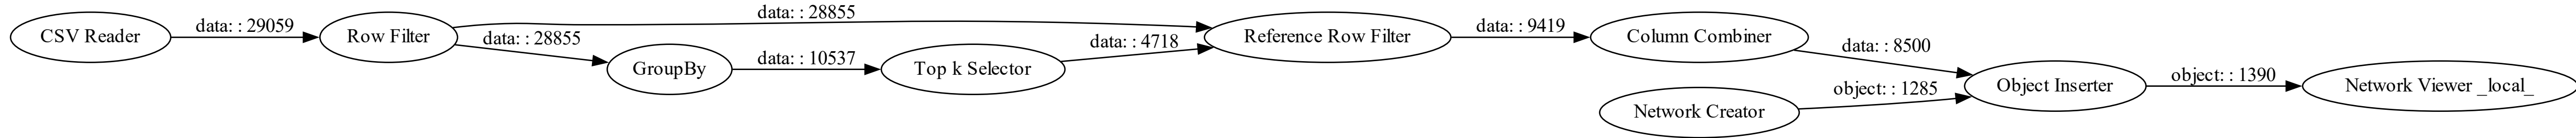 CSV Reader
data: : 29059
Row Filter
data: : 28855
data: : 28855
GroupBy
data: : 10537
Top k Selector
data: : 4718
Reference Row Filter
data: : 9419
Column Combiner
data: : 8500
Network Creator
object: : 1285
Object Inserter
object: : 1390
Network Viewer _local_